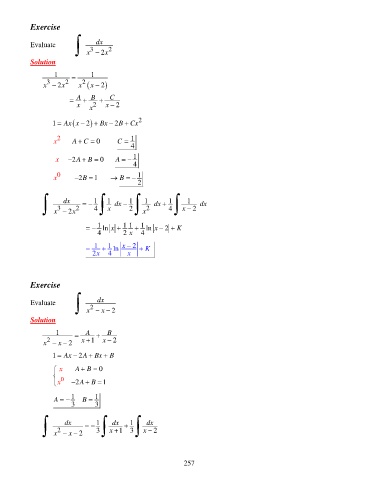 Exercise
Evaluate ∫ dx / (x³ − 2x²)
Solution
1 / (x³ − 2x²) = 1 / (x² (x − 2))
= A/x + B/x² + C/(x − 2)
1 = Ax(x − 2) + Bx − 2B + Cx²
x² A + C = 0 C = 1/4
x −2A + B = 0 A = −1/4
x⁰ −2B = 1 → B = −1/2
∫ dx / (x³ − 2x²) = −1/4 ∫ 1/x dx − 1/2 ∫ 1/x² dx + 1/4 ∫ 1/(x − 2) dx
= −1/4 ln|x| + 1/2 1/x + 1/4 ln|x − 2| + K
= 1/2x + 1/4 ln|(x − 2)/x| + K
Exercise
Evaluate ∫ dx / (x² − x − 2)
Solution
1 / (x² − x − 2) = A/(x + 1) + B/(x − 2)
1 = Ax − 2A + Bx + B
{ x A + B = 0
x⁰ −2A + B = 1
A = −1/3 B = 1/3
∫ dx / (x² − x − 2) = −1/3 ∫ dx/(x + 1) + 1/3 ∫ dx/(x − 2)
257